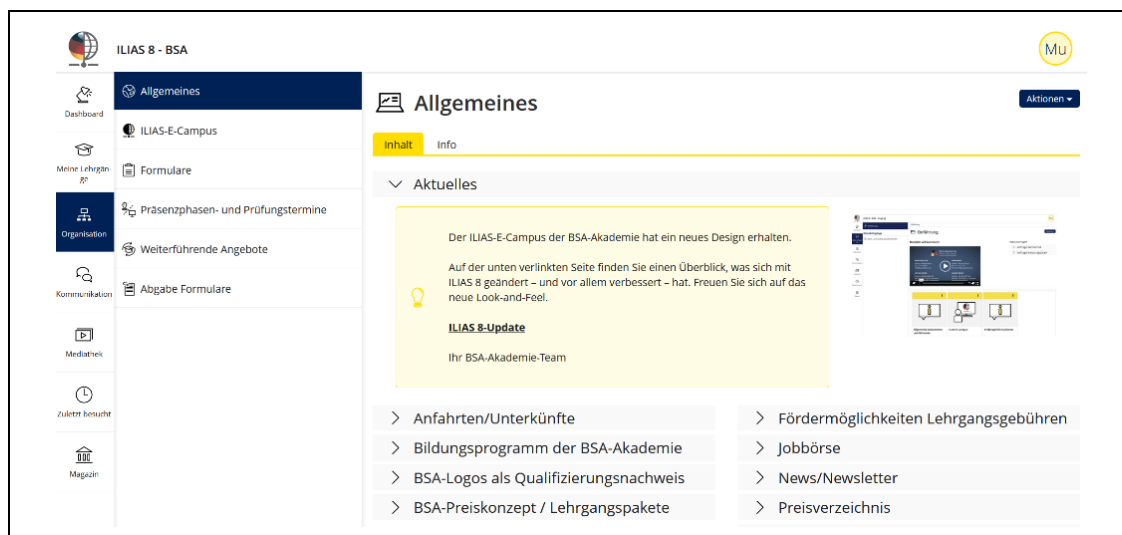 ILIAS 8 - BSA
Mu
Dashboard
Meine Lehrgän
ge
Organisation
Kommunikation
Mediathek
Zuletzt besucht
Magazin
Allgemeines
ILIAS-E-Campus
Formulare
Präsenzphasen- und Prüfungstermine
Weiterführende Angebote
Abgabe Formulare
Allgemeines
Aktionen
Inhalt Info
Aktuelles
Der ILIAS-E-Campus der BSA-Akademie hat ein neues Design erhalten.
Auf der unten verlinkten Seite finden Sie einen Überblick, was sich mit
ILIAS 8 geändert – und vor allem verbessert – hat. Freuen Sie sich auf das
neue Look-and-Feel.
ILIAS 8-Update
Ihr BSA-Akademie-Team
Anfahrten/Unterkünfte
Bildungsprogramm der BSA-Akademie
BSA-Logos als Qualifizierungsnachweis
BSA-Preiskonzept / Lehrgangspakete
Fördermöglichkeiten Lehrgangsgebühren
Jobbörse
News/Newsletter
Preisverzeichnis